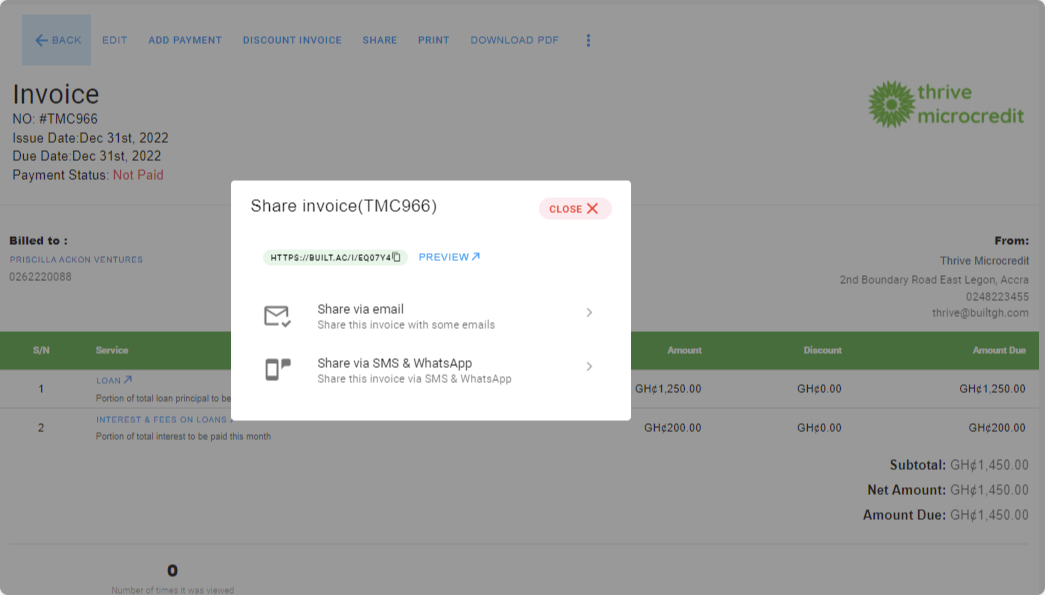 BACK EDIT ADD PAYMENT DISCOUNT INVOICE SHARE PRINT DOWNLOAD PDF
Invoice
NO: #TMC966
Issue Date:Dec 31st, 2022
Due Date:Dec 31st, 2022
Payment Status: Not Paid
thrive
microcredit
Share invoice(TMC966)
CLOSE
HTTPS://BUILT.AC/I/EQ07Y4
PREVIEW
Share via email
Share this invoice with some emails
Share via SMS & WhatsApp
Share this invoice via SMS & WhatsApp
Billed to :
PRISCILLA ACKON VENTURES
0262220088
From:
Thrive Microcredit
2nd Boundary Road East Legon, Accra
0248223455
thrive@builtgh.com
S/N Service Amount Discount Amount Due
1 LOAN GH¢1,250.00 GH¢0.00 GH¢1,250.00
Portion of total loan principal to be
2 INTEREST & FEES ON LOANS GH¢200.00 GH¢0.00 GH¢200.00
Portion of total interest to be paid this month
Subtotal: GH¢1,450.00
Net Amount: GH¢1,450.00
Amount Due: GH¢1,450.00
0
Number of times it was viewed